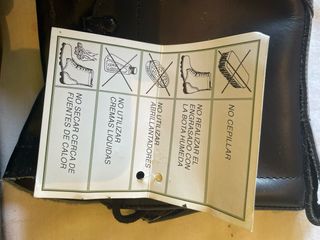 NO CEPILLAR
NO REALIZAR EL
ENGRASADO CON
LA BOTA HUMEDA
NO UTILIZAR
ABRILLANTADORES
NO UTILIZAR
CREMAS LIQUIDAS
NO SECAR CERCA DE
FUENTES DE CALOR